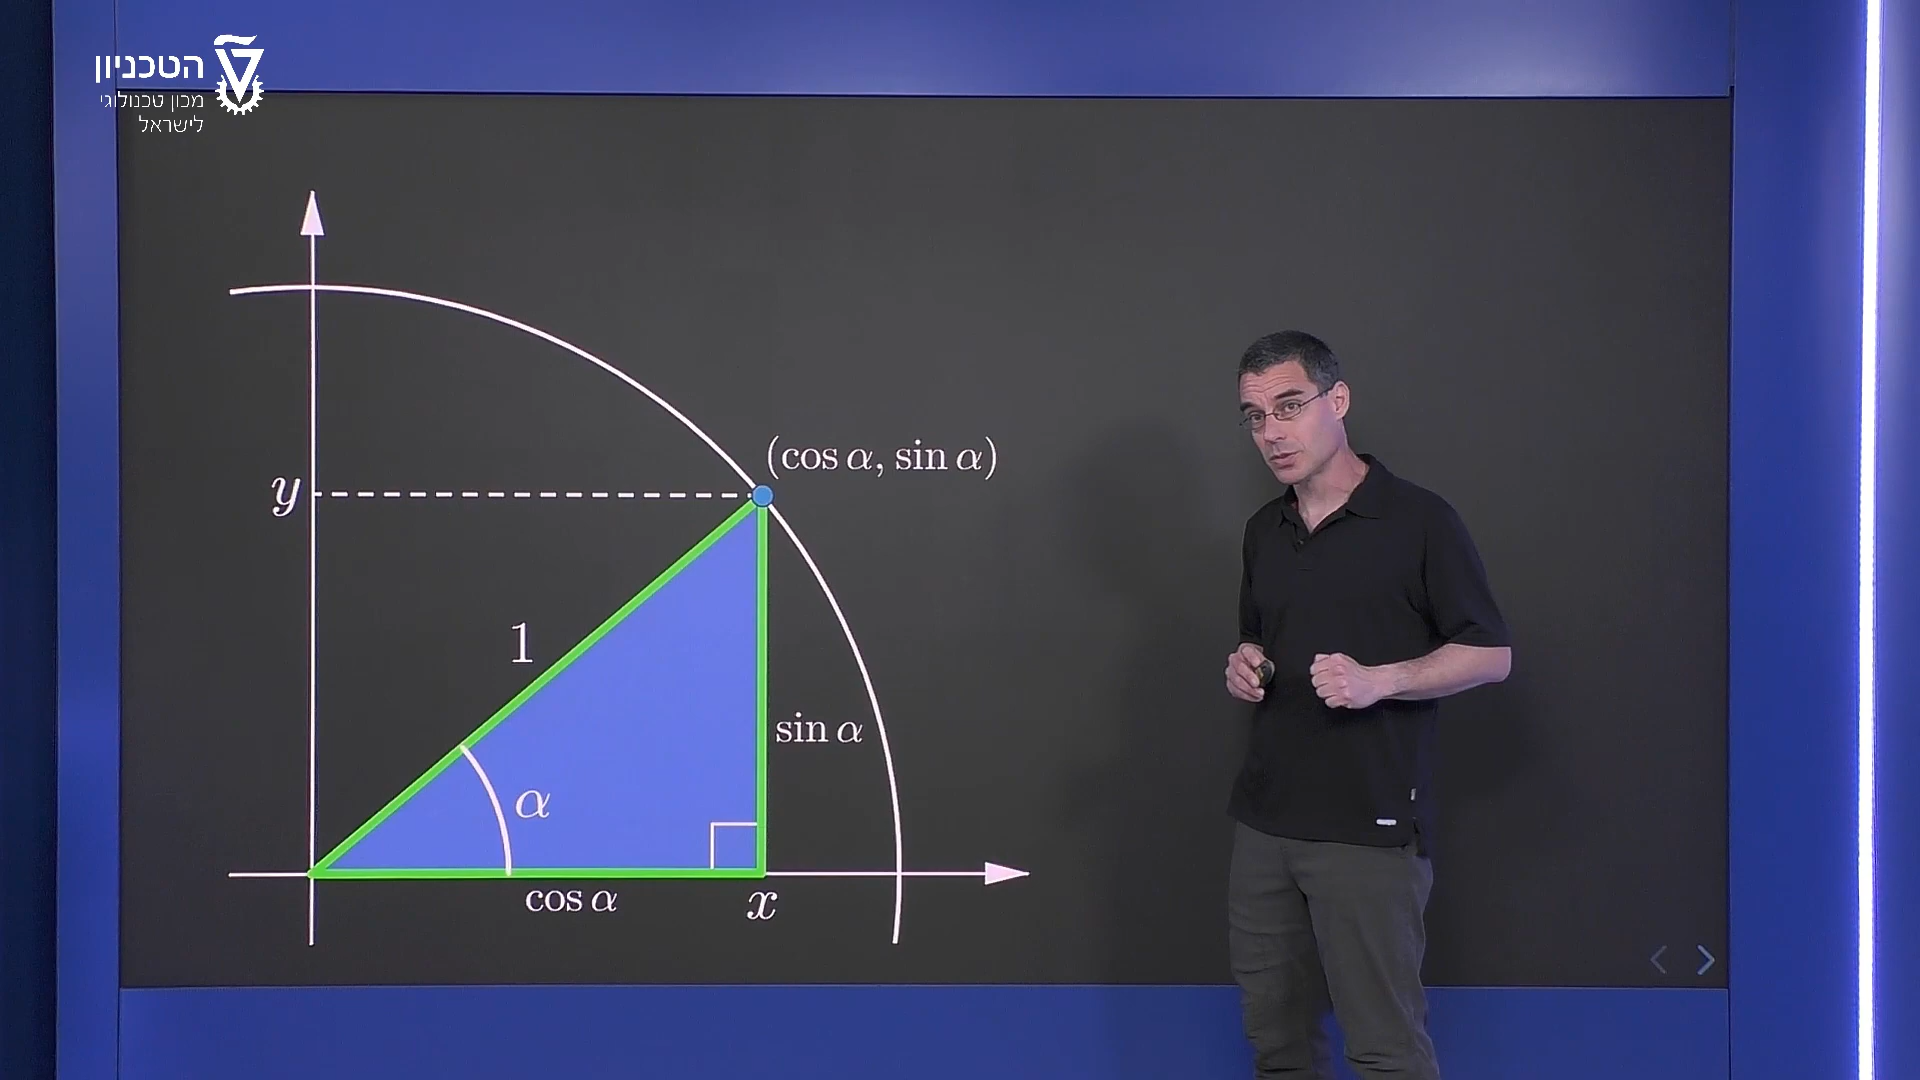 הטכניון
מכון טכנולוגי
לישראל
(cos α, sin α)
y
1
sin α
α
cos α
x